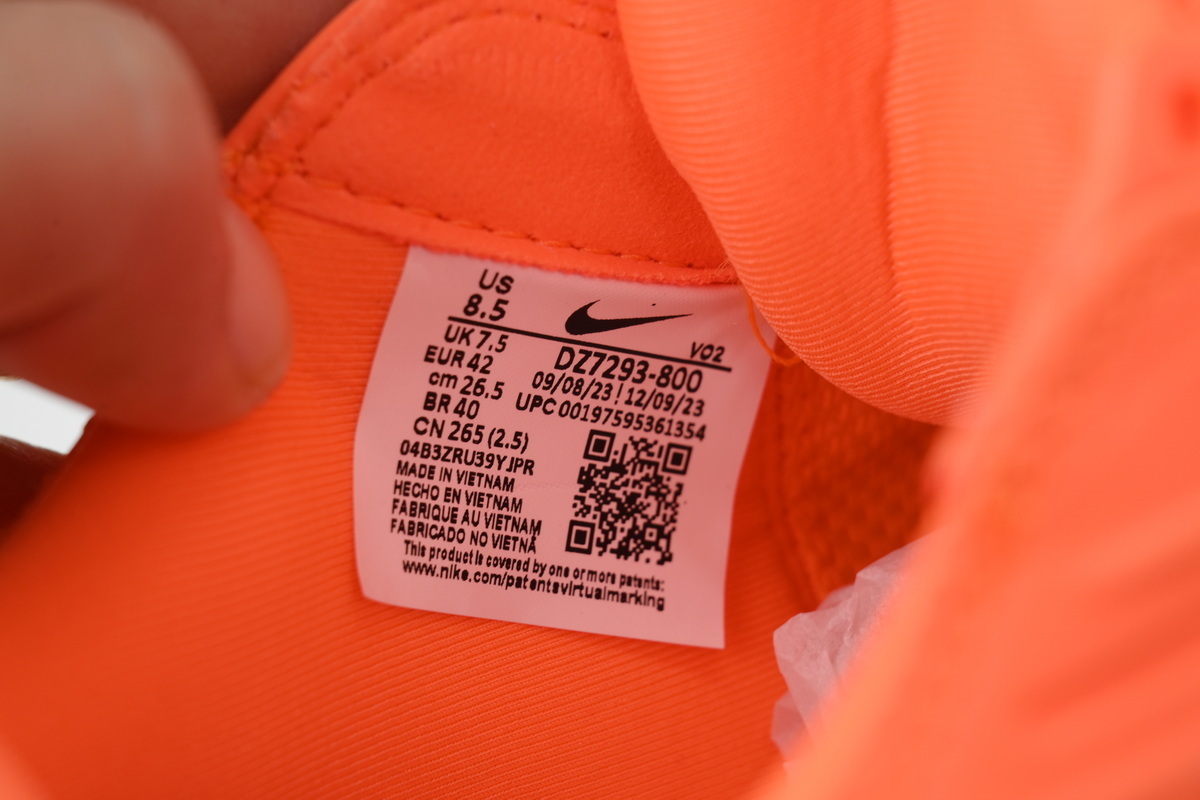 US
8.5
VO2
UK 7.5
EUR 42
cm 26.5
BR 40
CN 265 (2.5)
DZ7293-800
09/08/23 ! 12/09/23
UPC 00197595361354
04B3ZRU39YJPR
MADE IN VIETNAM
HECHO EN VIETNAM
FABRIQUE AU VIETNAM
FABRICADO NO VIETNÃ
This product is covered by one or more patents:
www.nike.com/patentsvirtualmarking